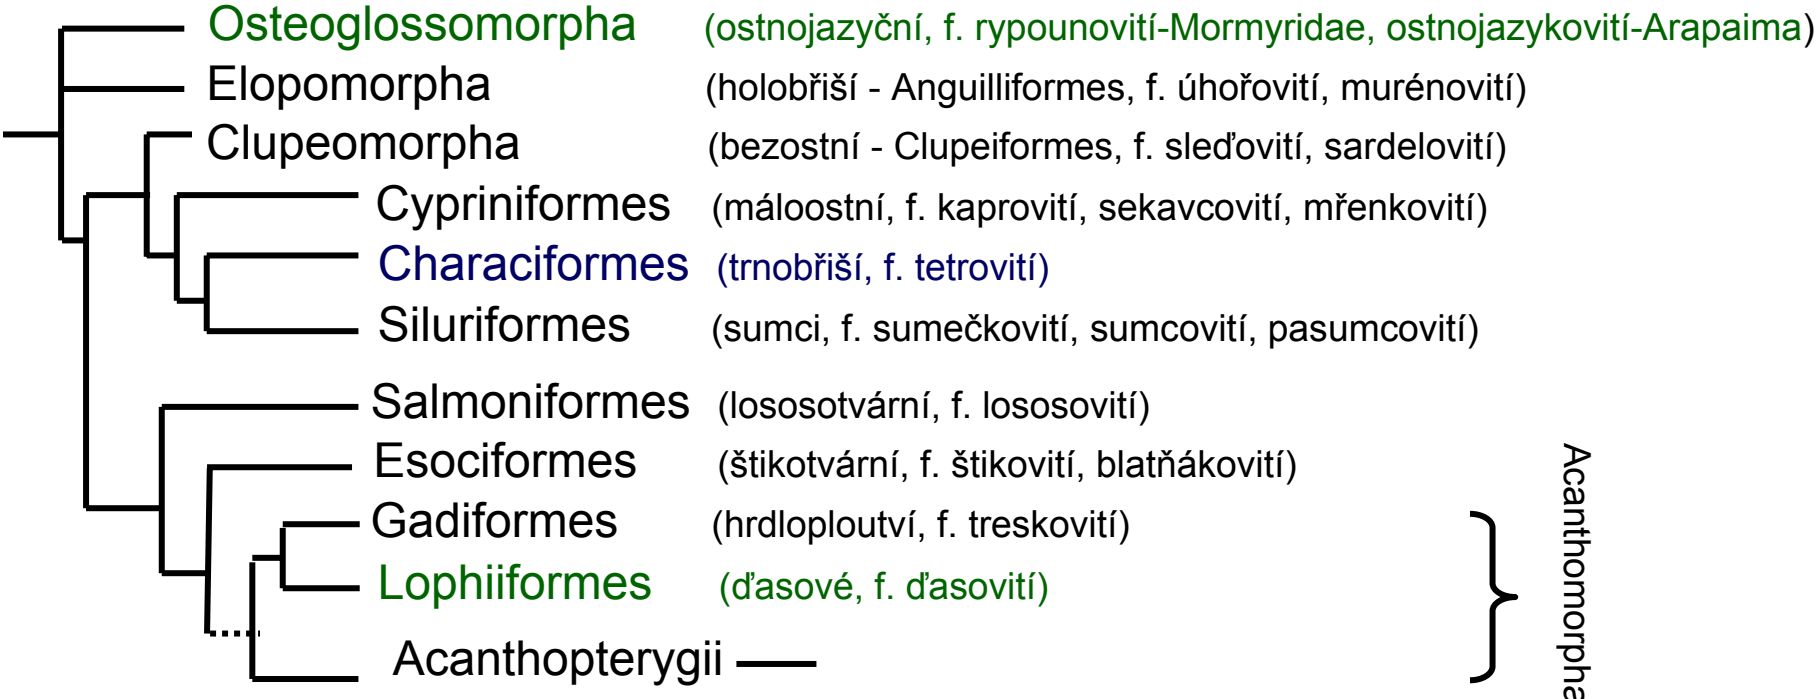 Osteoglossomorpha (ostnojazyční, f. rypounovití-Mormyridae, ostnojazykovití-Arapaima)
Elopomorpha (holobřiší - Anguilliformes, f. úhořovití, murénovití)
Clupeomorpha (bezostní - Clupeiformes, f. sleďovití, sardelovití)
Cypriniformes (máloostní, f. kaprovití, sekavcovití, mřenkovití)
Characiformes (trnobřiší, f. tetrovití)
Siluriformes (sumci, f. sumečkovití, sumcovití, pasumcovití)
Salmoniformes (lososotvární, f. lososovití)
Esociformes (štikotvární, f. štikovití, blatňákovití)
Gadiformes (hrdloploutví, f. treskovití)
Lophiiformes (ďasové, f. ďasovití)
Acanthopterygii
Acanthomorpha